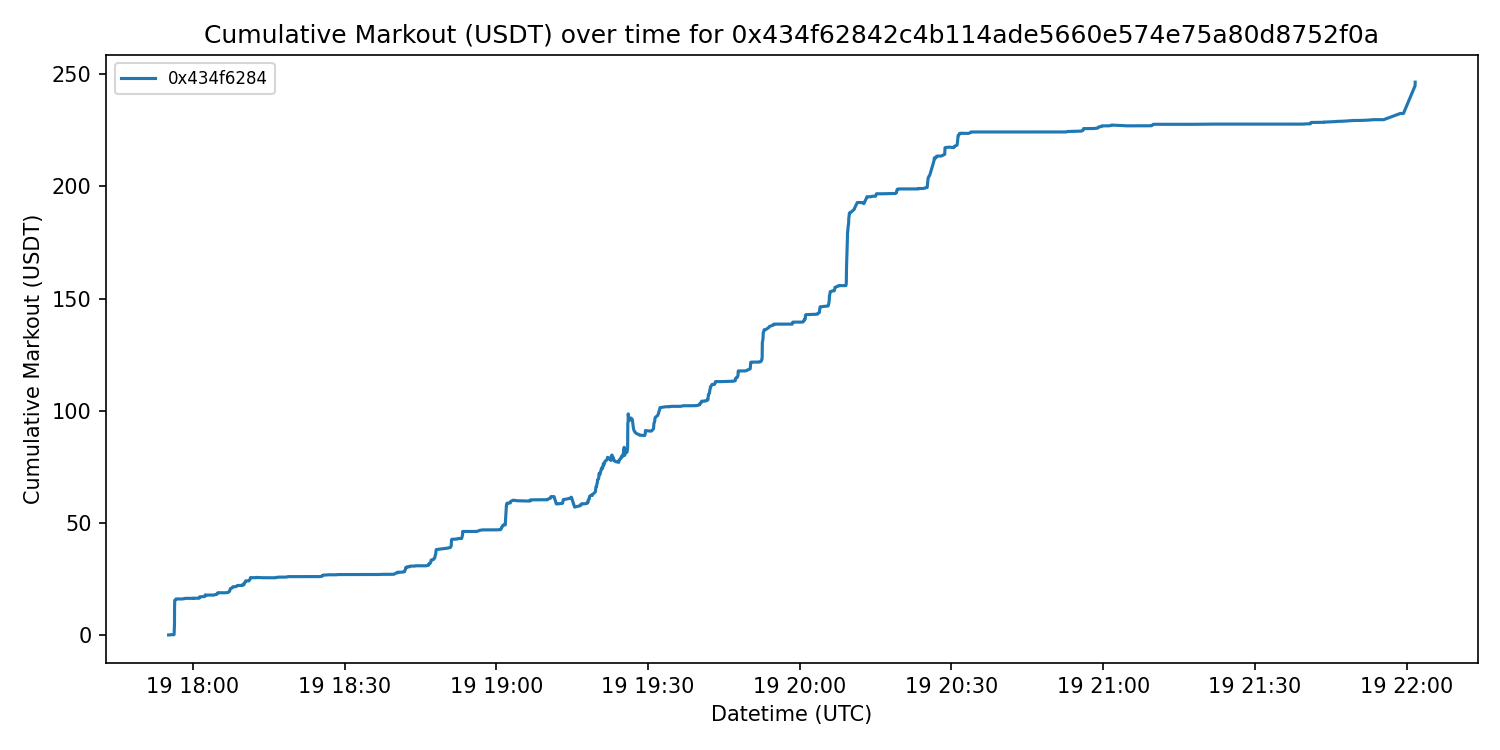 Cumulative Markout (USDT) over time for 0x434f62842c4b114ade5660e574e75a80d8752f0a
0x434f6284
Cumulative Markout (USDT)
250
200
150
100
50
0
19 18:00 19 18:30 19 19:00 19 19:30 19 20:00 19 20:30 19 21:00 19 21:30 19 22:00
Datetime (UTC)